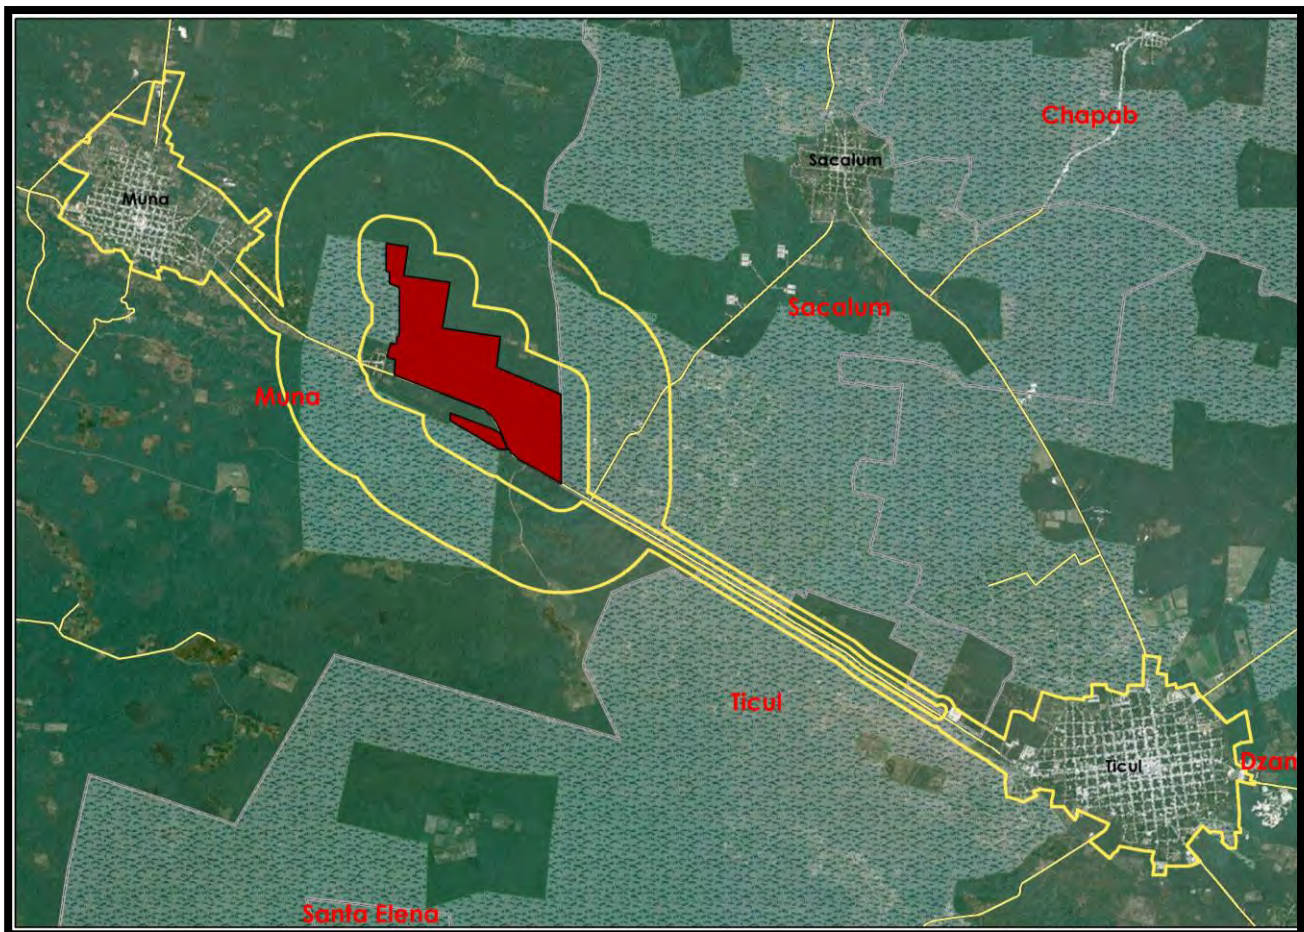 Chapab
Sacalum
Muna
Sacalum
Muna
Ticul
Ticul
Dzan
Santa Elena